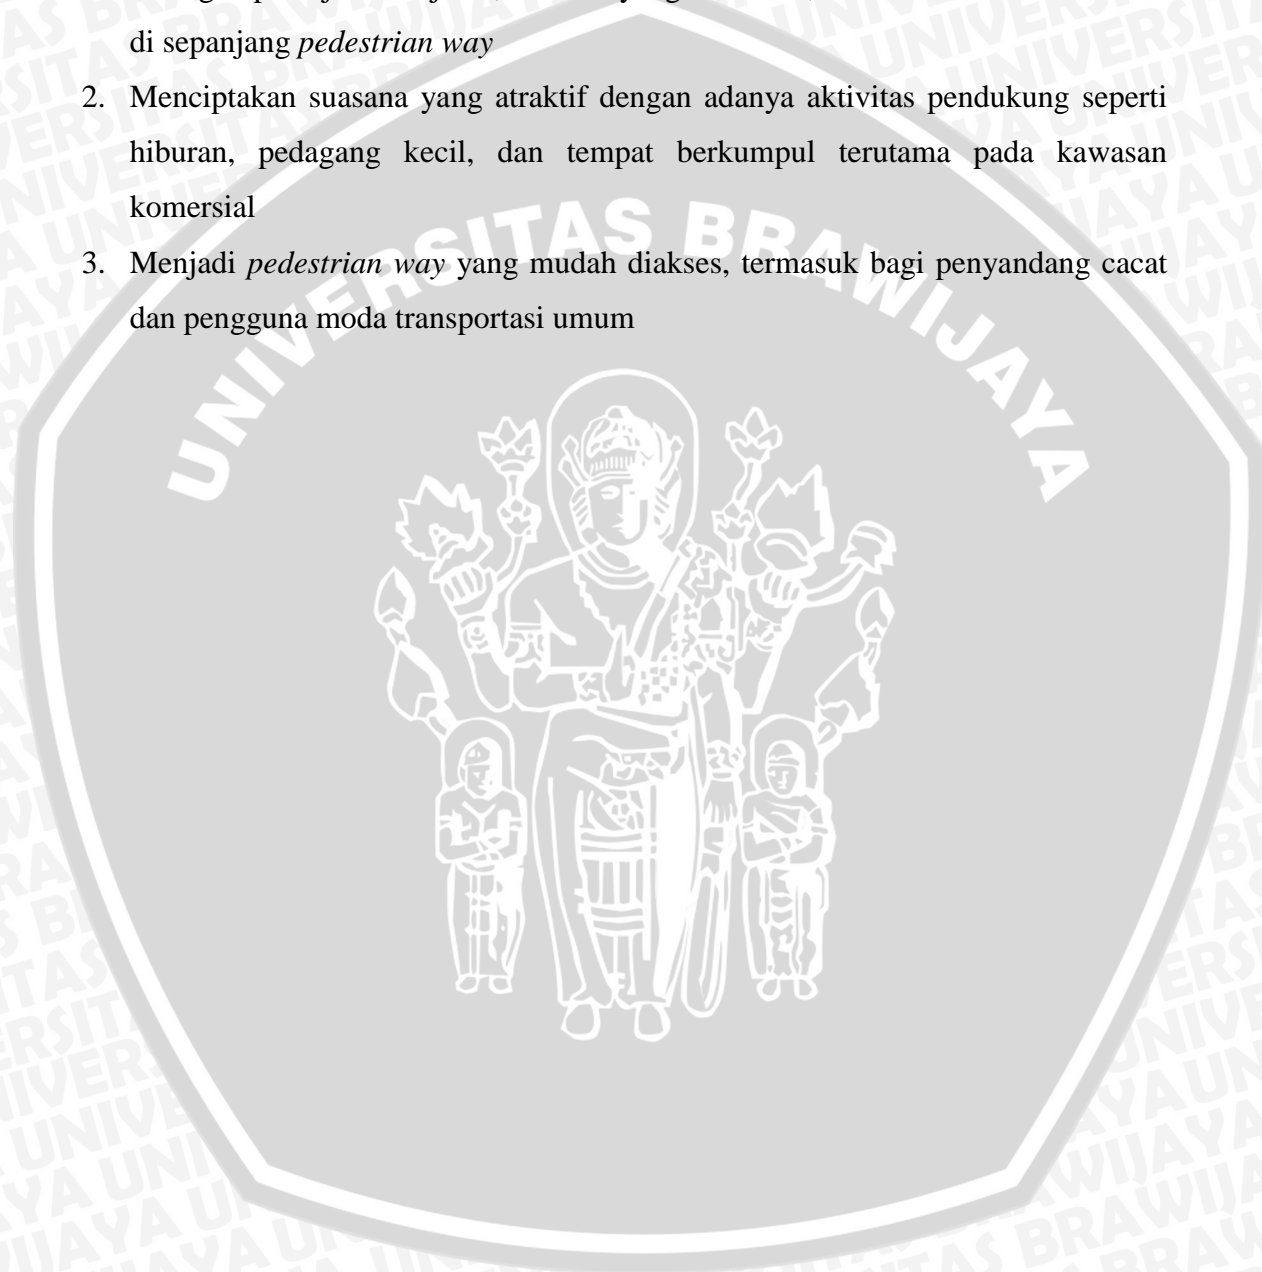 di sepanjang pedestrian way
2. Menciptakan suasana yang atraktif dengan adanya aktivitas pendukung seperti
hiburan, pedagang kecil, dan tempat berkumpul terutama pada kawasan
komersial
3. Menjadi pedestrian way yang mudah diakses, termasuk bagi penyandang cacat
dan pengguna moda transportasi umum
UNIVERSITAS BRAWIJAYA